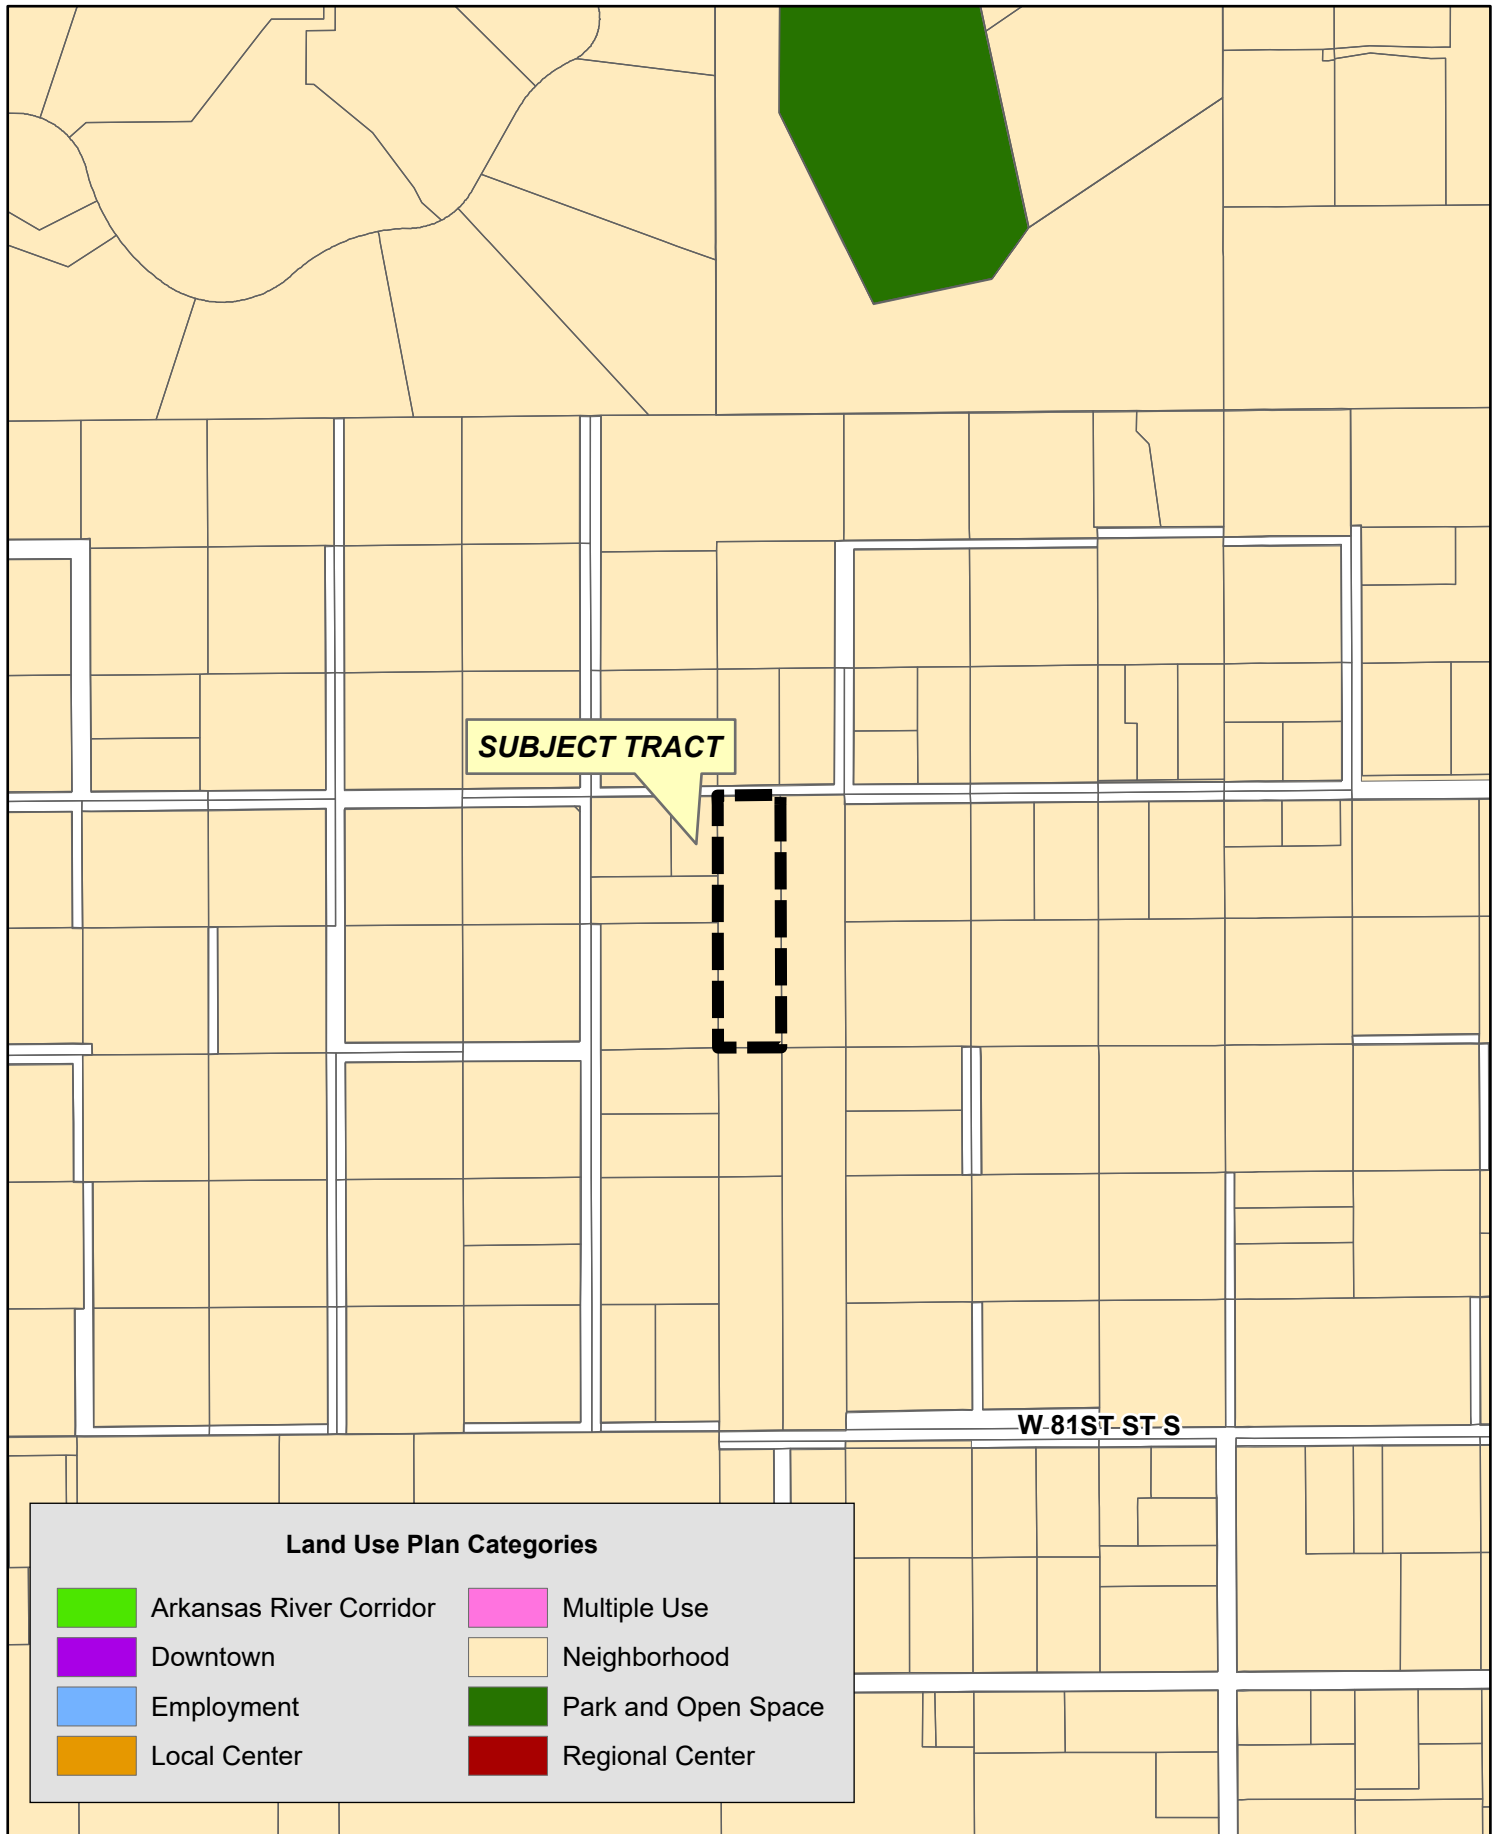 SUBJECT TRACT
W 81ST ST S
Land Use Plan Categories
Arkansas River Corridor
Multiple Use
Downtown
Neighborhood
Employment
Park and Open Space
Local Center
Regional Center